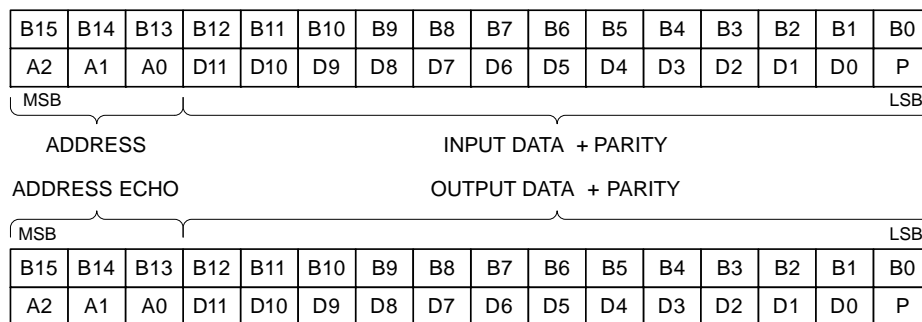 B15 B14 B13 B12 B11 B10 B9 B8 B7 B6 B5 B4 B3 B2 B1 B0
A2 A1 A0 D11 D10 D9 D8 D7 D6 D5 D4 D3 D2 D1 D0 P
MSB LSB
ADDRESS INPUT DATA + PARITY
ADDRESS ECHO OUTPUT DATA + PARITY
MSB LSB
B15 B14 B13 B12 B11 B10 B9 B8 B7 B6 B5 B4 B3 B2 B1 B0
A2 A1 A0 D11 D10 D9 D8 D7 D6 D5 D4 D3 D2 D1 D0 P